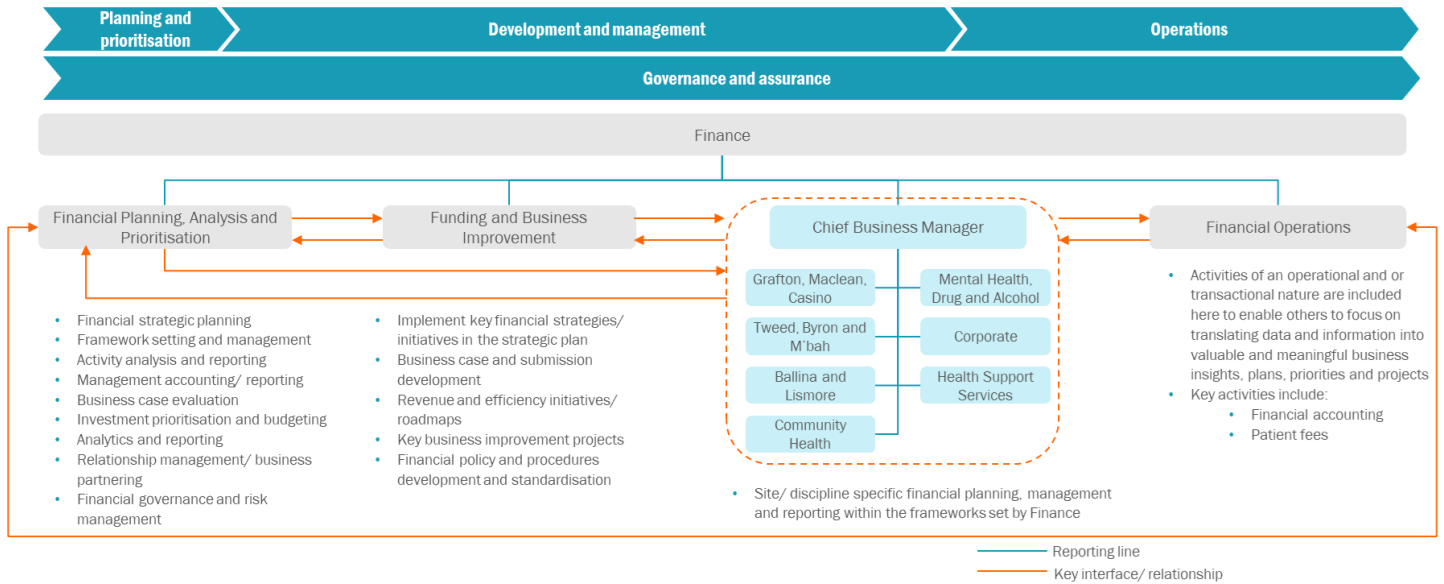 Planning and
prioritisation
Development and management
Operations
Governance and assurance
Finance
Financial Planning, Analysis and
Prioritisation
Funding and Business
Improvement
Chief Business Manager
Financial Operations
Grafton, Maclean,
Casino
Mental Health,
Drug and Alcohol
Tweed, Byron and
M'bah
Corporate
Ballina and
Lismore
Health Support
Services
Community
Health
• Financial strategic planning
• Framework setting and management
• Activity analysis and reporting
• Management accounting/ reporting
• Business case evaluation
• Investment prioritisation and budgeting
• Analytics and reporting
• Relationship management/ business
partnering
• Financial governance and risk
management
• Implement key financial strategies/
initiatives in the strategic plan
• Business case and submission
development
• Revenue and efficiency initiatives/
roadmaps
• Key business improvement projects
• Financial policy and procedures
development and standardisation
• Site/ discipline specific financial planning, management
and reporting within the frameworks set by Finance
• Activities of an operational and or
transactional nature are included
here to enable others to focus on
translating data and information into
valuable and meaningful business
insights, plans, priorities and projects
• Key activities include:
• Financial accounting
• Patient fees
Reporting line
Key interface/ relationship